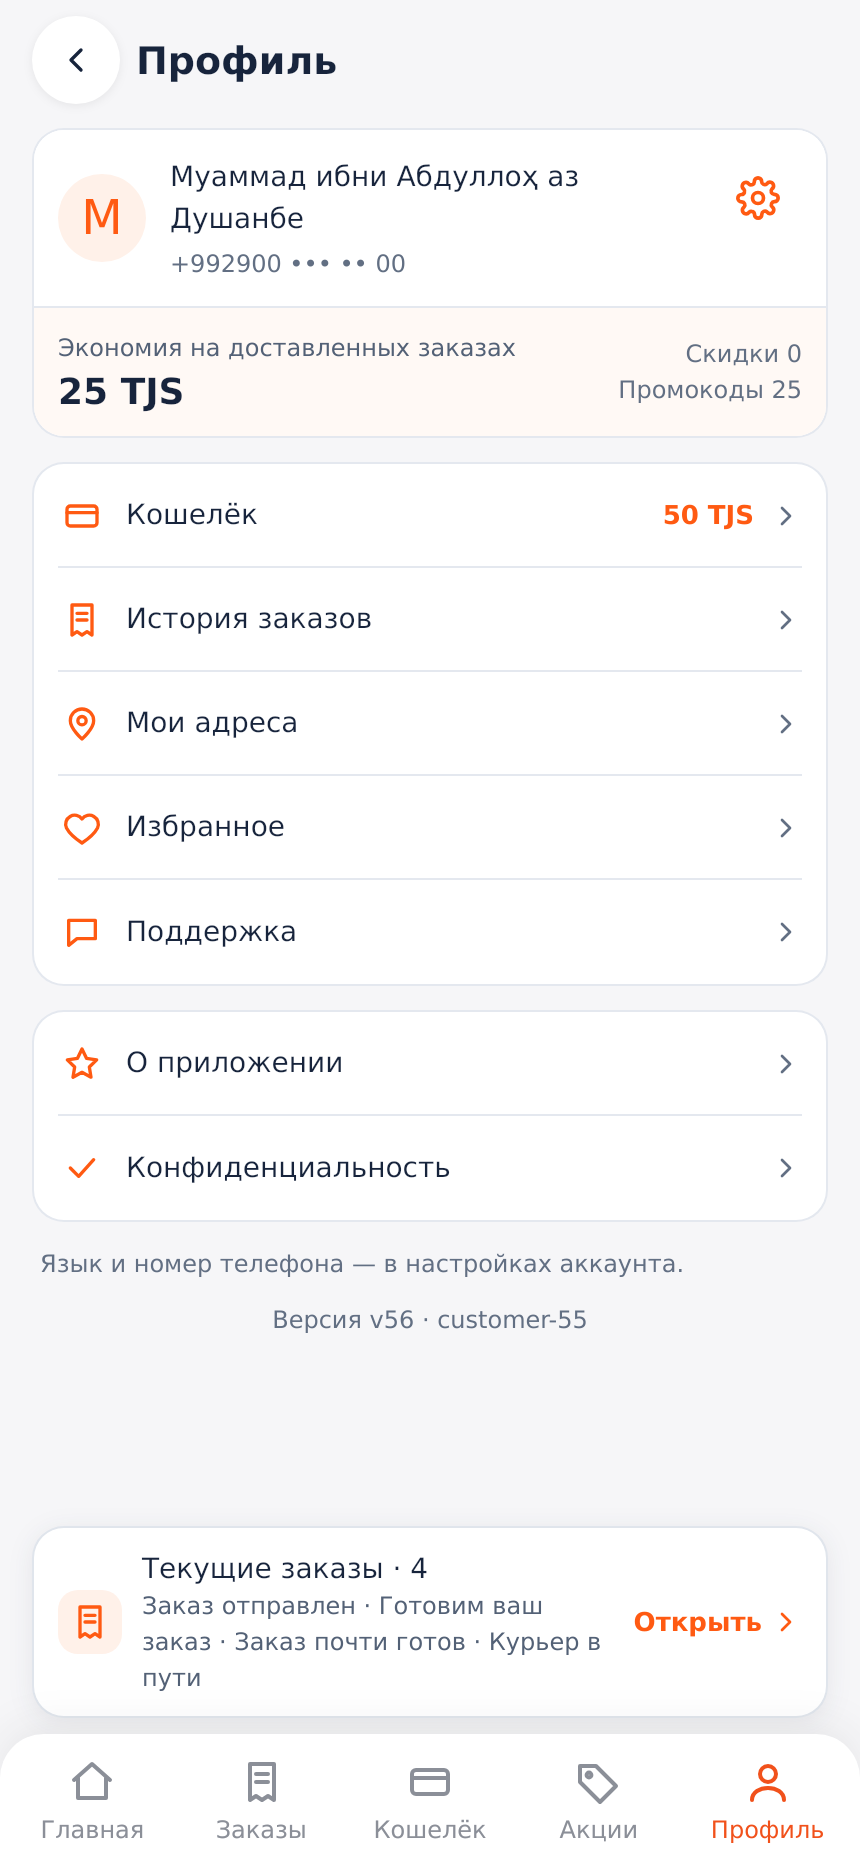 Профиль
М
Муаммад ибни Абдуллоҳ аз
Душанбе
+992900 ••• •• 00
Экономия на доставленных заказах
25 TJS
Скидки 0
Промокоды 25
Кошелёк
50 TJS
История заказов
Мои адреса
Избранное
Поддержка
О приложении
Конфиденциальность
Язык и номер телефона — в настройках аккаунта.
Версия v56 · customer-55
Текущие заказы · 4
Заказ отправлен · Готовим ваш
заказ · Заказ почти готов · Курьер в
пути
Открыть
Главная
Заказы
Кошелёк
Акции
Профиль